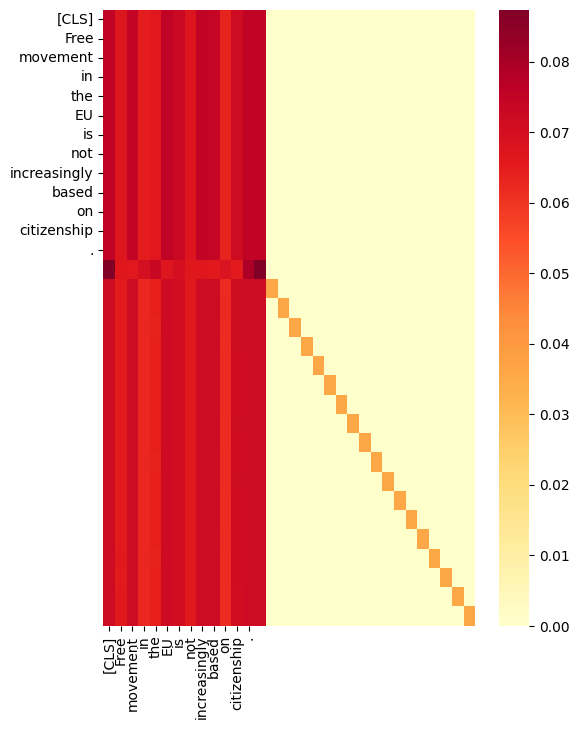 [CLS]
Free
movement
in
the
EU
is
not
increasingly
based
on
citizenship
.
0.08
0.07
0.06
0.05
0.04
0.03
0.02
0.01
0.00
[CLS]
Free
movement
in
the
EU
is
not
increasingly
based
on
citizenship
.